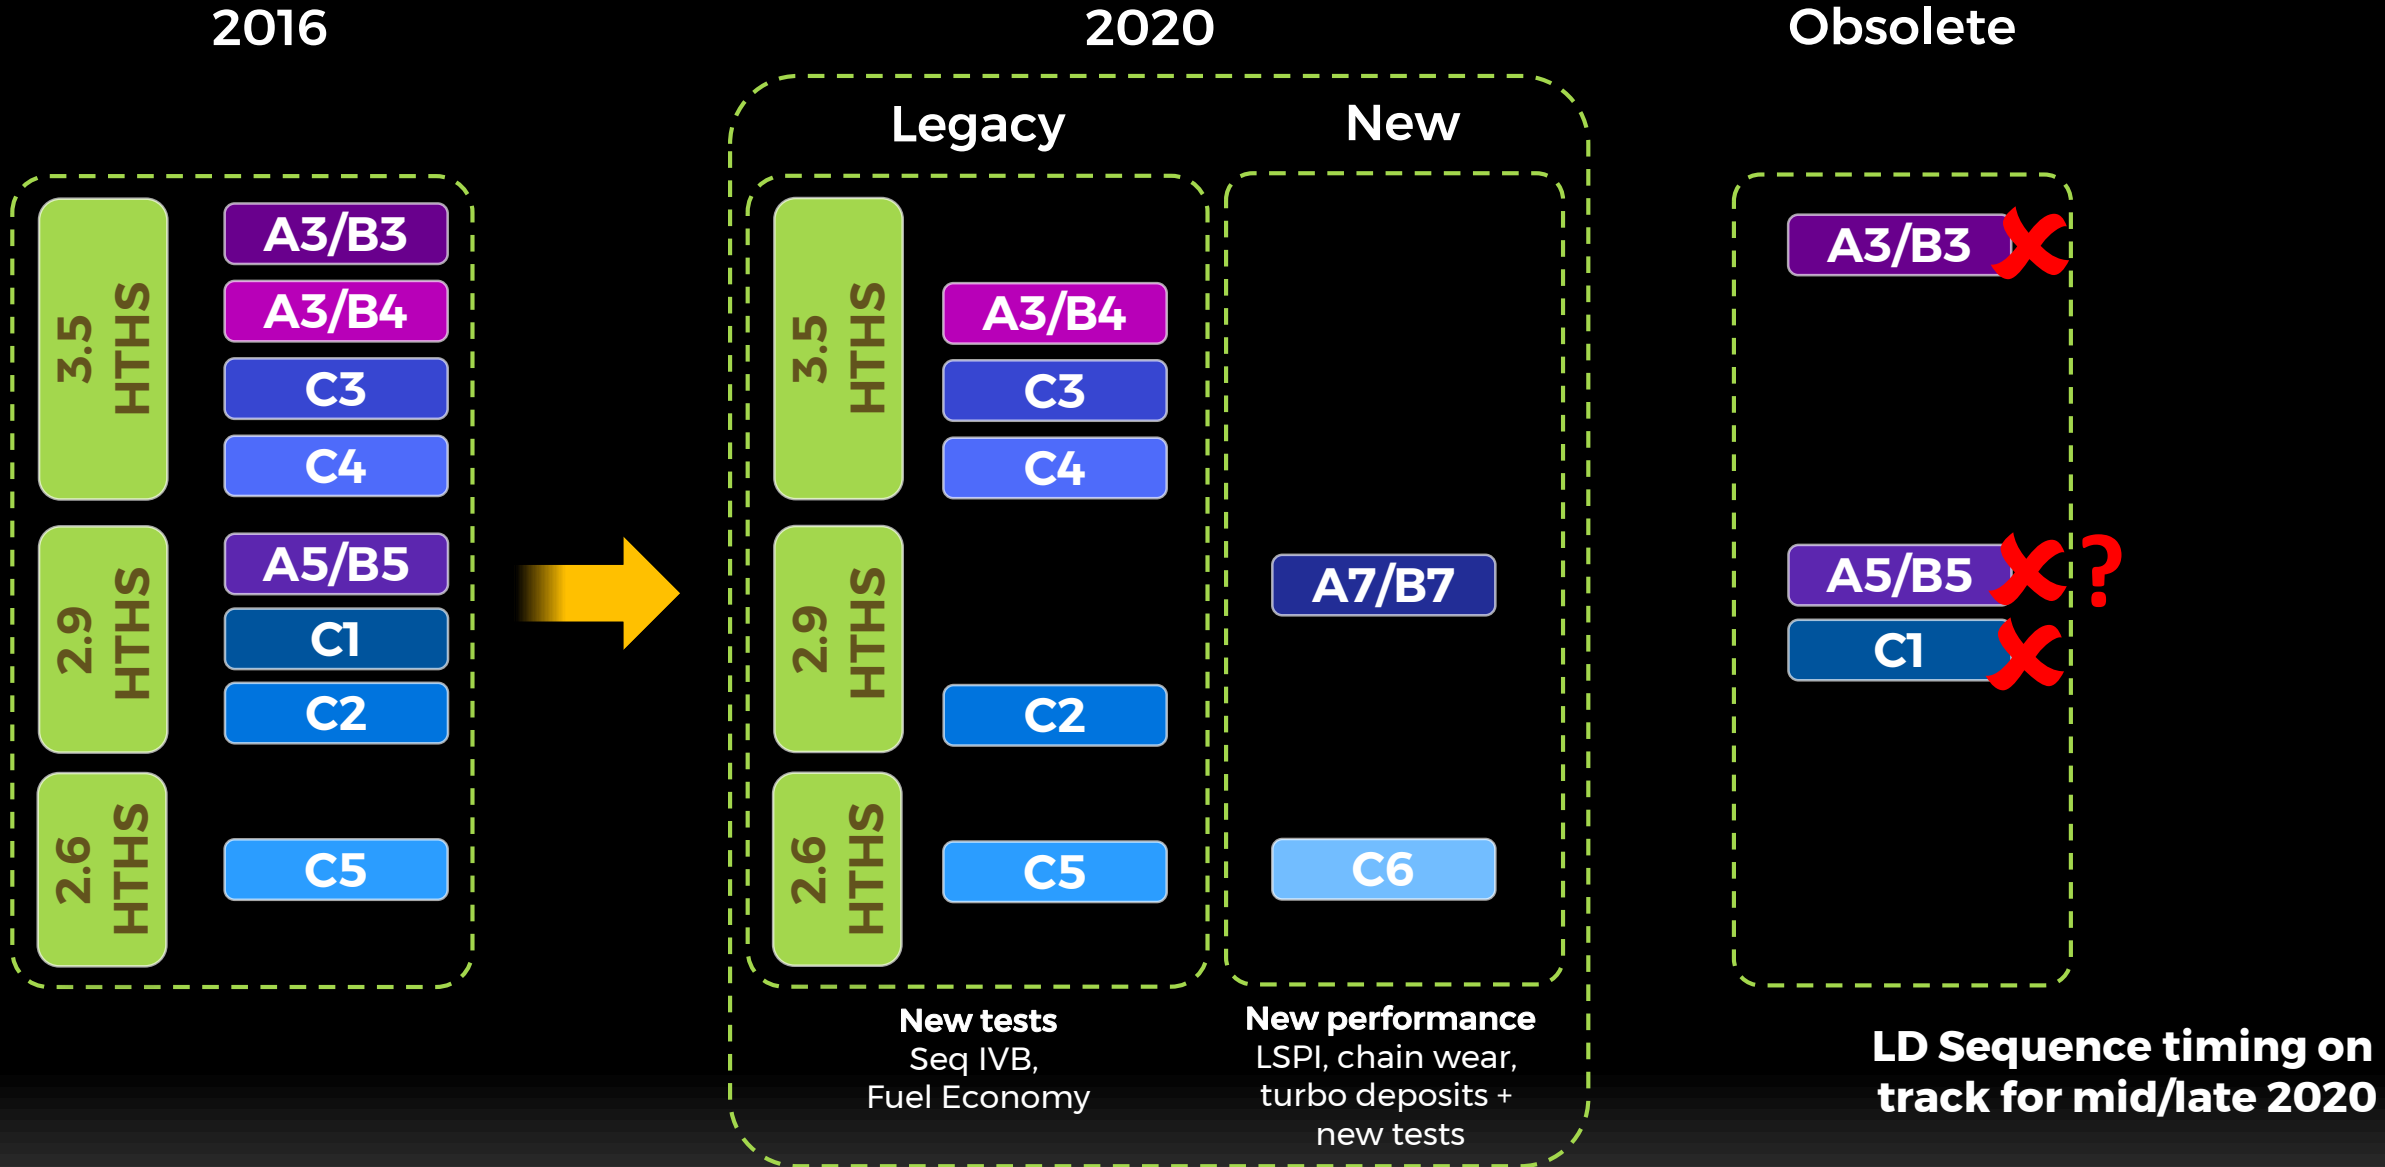 2016
3.5
HTHS
A3/B3
A3/B4
C3
C4
2.9
HTHS
A5/B5
C1
C2
2.6
HTHS
C5
2020
Legacy
3.5
HTHS
A3/B4
C3
C4
2.9
HTHS
C2
2.6
HTHS
C5
New tests
Seq IVB,
Fuel Economy
New
A7/B7
C6
New performance
LSPI, chain wear,
turbo deposits +
new tests
Obsolete
A3/B3
A5/B5
?
C1
LD Sequence timing on
track for mid/late 2020